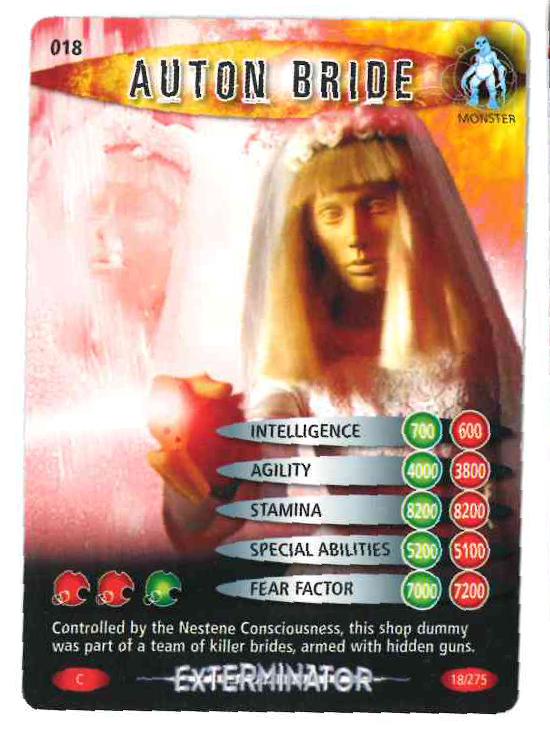 018
AUTON BRIDE
MONSTER
INTELLIGENCE 700 600
AGILITY 4000 3800
STAMINA 8200 8200
SPECIAL ABILITIES 5200 5100
FEAR FACTOR 7000 7200
Controlled by the Nestene Consciousness, this shop dummy
was part of a team of killer brides, armed with hidden guns.
C EXTERMINATOR 18/275